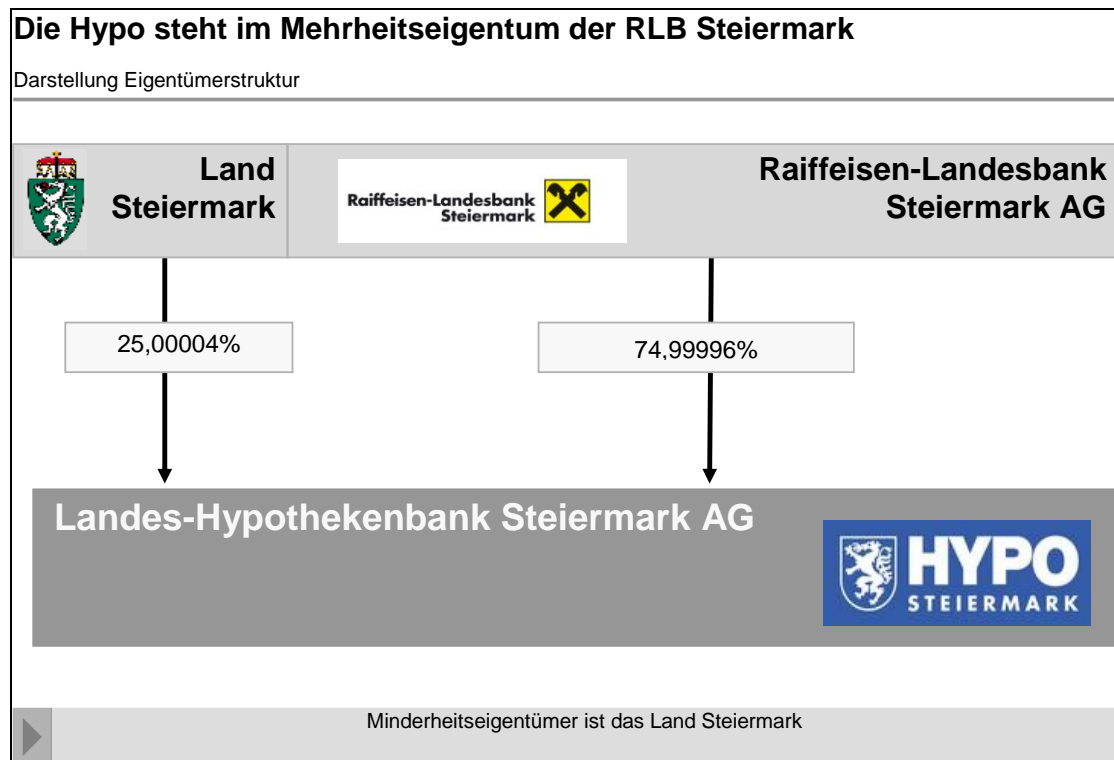 Die Hypo steht im Mehrheitseigentum der RLB Steiermark
Darstellung Eigentümerstruktur
Land
Steiermark
Raiffeisen-Landesbank
Steiermark
Raiffeisen-Landesbank
Steiermark AG
25,00004%
74,99996%
Landes-Hypothekenbank Steiermark AG
HYPO
STEIERMARK
Minderheitseigentümer ist das Land Steiermark